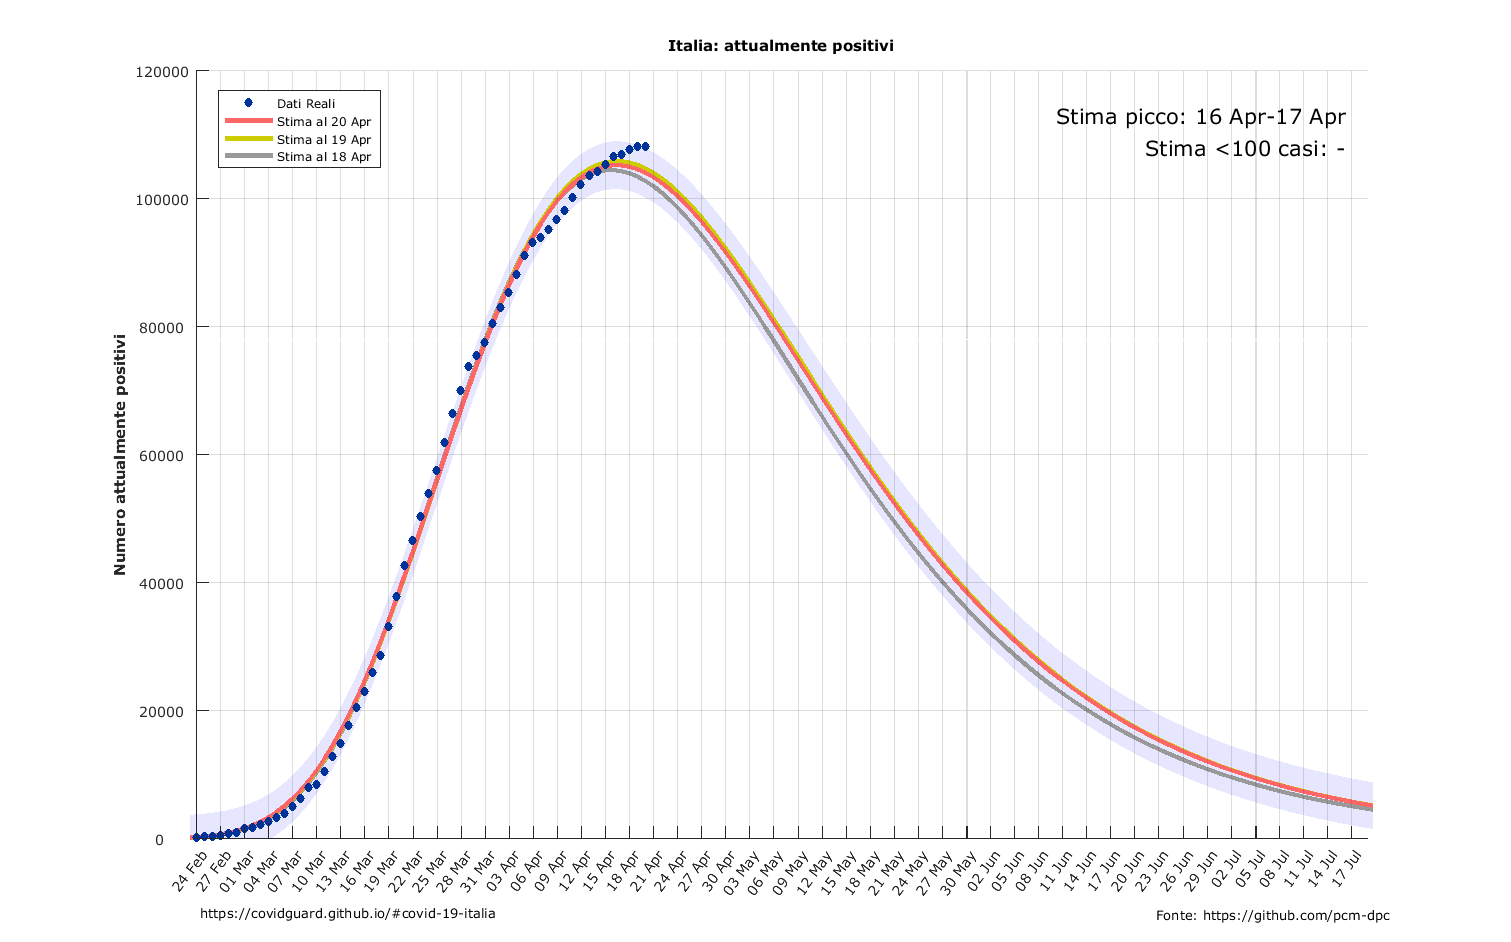 Italia: attualmente positivi
120000
100000
80000
60000
40000
20000
0
Numero attualmente positivi
Dati Reali
Stima al 20 Apr
Stima al 19 Apr
Stima al 18 Apr
Stima picco: 16 Apr-17 Apr
Stima <100 casi: -
24 Feb
27 Feb
01 Mar
04 Mar
07 Mar
10 Mar
13 Mar
16 Mar
19 Mar
22 Mar
25 Mar
28 Mar
31 Mar
03 Apr
06 Apr
09 Apr
12 Apr
15 Apr
18 Apr
21 Apr
24 Apr
27 Apr
30 Apr
03 May
06 May
09 May
12 May
15 May
18 May
21 May
24 May
27 May
30 May
02 Jun
05 Jun
08 Jun
11 Jun
14 Jun
17 Jun
20 Jun
23 Jun
26 Jun
29 Jun
02 Jul
05 Jul
08 Jul
11 Jul
14 Jul
17 Jul
https://covidguard.github.io/#covid-19-italia
Fonte: https://github.com/pcm-dpc